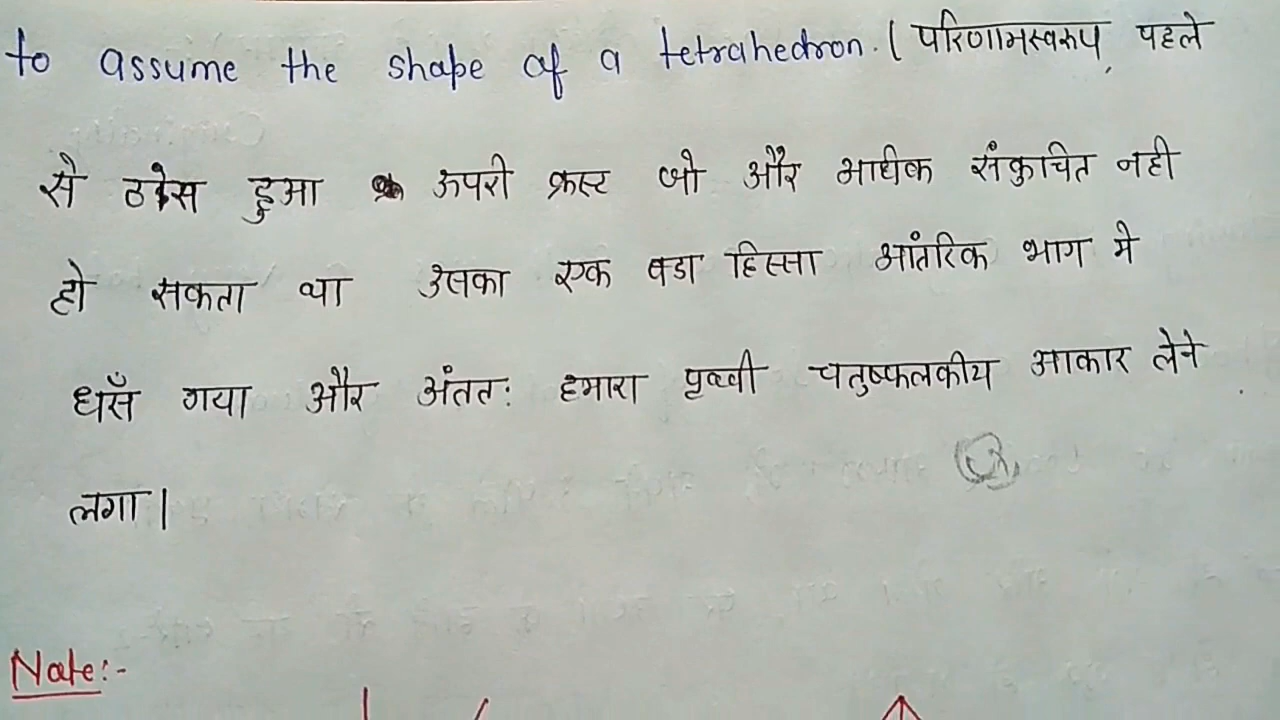 to assume the shape of a tetrahedron. ( परिणामस्वरूप, पहले
से ठोस हुआ ऊपरी क्रस्ट जो और अधिक संकुचित नही
हो सकता था उसका एक बडा हिस्सा आंतरिक भाग मे
धसँ गया और अंततः हमारा पृथ्वी चतुष्फलकीय आकार लेने
लगा |
Note:-